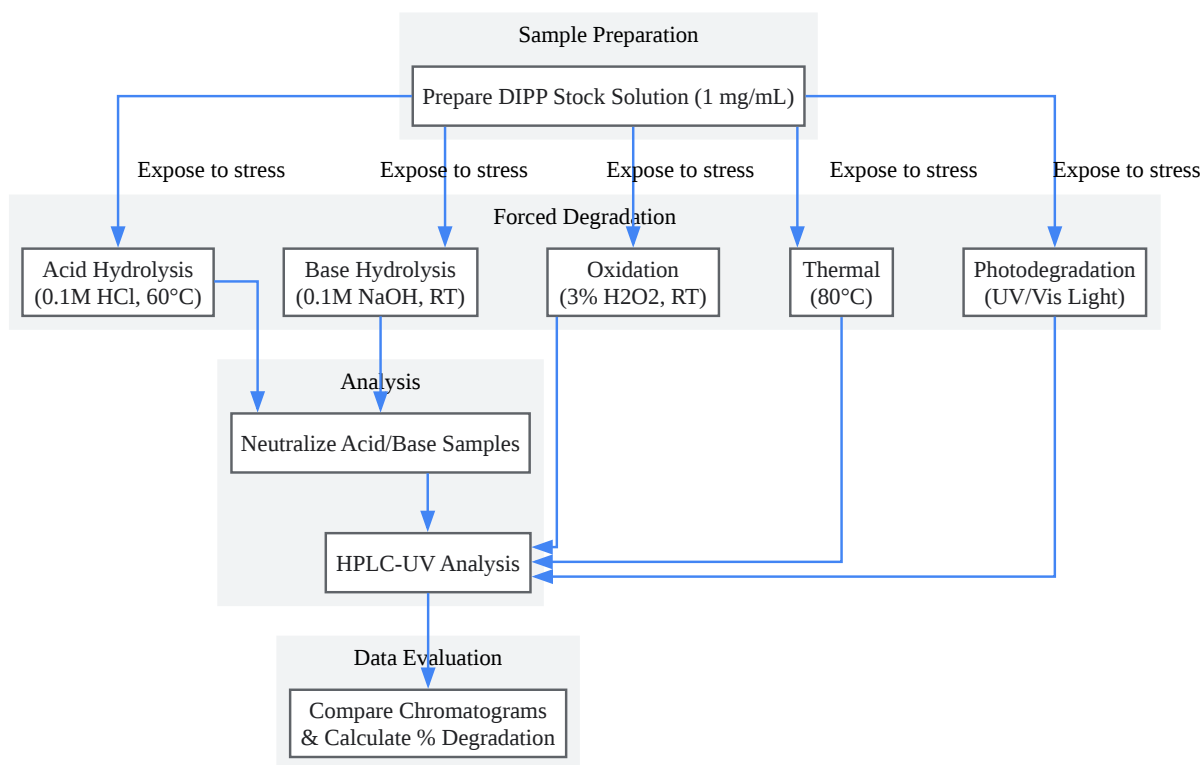 Sample Preparation
Prepare DIPP Stock Solution (1 mg/mL)
Expose to stress
Expose to stress
Expose to stress
Expose to stress
Expose to stress
Forced Degradation
Acid Hydrolysis
(0.1M HCl, 60°C)
Base Hydrolysis
(0.1M NaOH, RT)
Oxidation
(3% H2O2, RT)
Thermal
(80°C)
Photodegradation
(UV/Vis Light)
Analysis
Neutralize Acid/Base Samples
HPLC-UV Analysis
Data Evaluation
Compare Chromatograms
& Calculate % Degradation